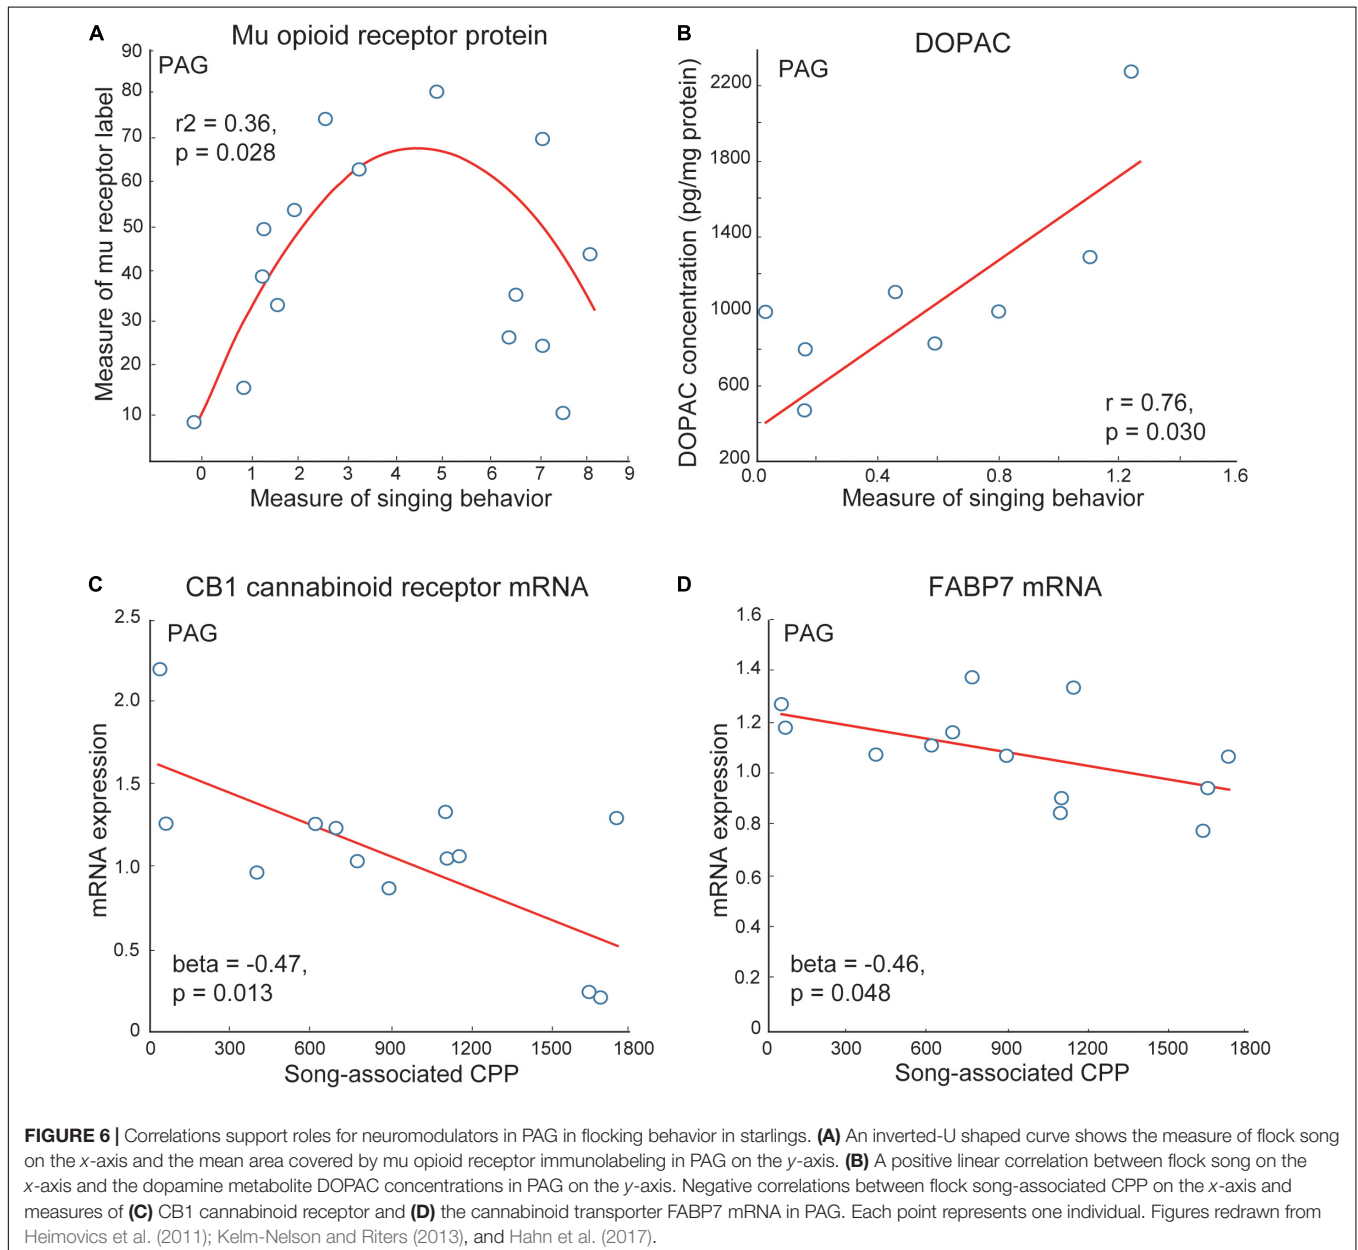 A
Mu opioid receptor protein
PAG
r2 = 0.36,
p = 0.028
Measure of mu receptor label
90
80
70
60
50
40
30
20
10
0 1 2 3 4 5 6 7 8 9
Measure of singing behavior
B
DOPAC
PAG
r = 0.76,
p = 0.030
DOPAC concentration (pg/mg protein)
2200
1800
1400
1000
600
200
0.0 0.4 0.8 1.2 1.6
Measure of singing behavior
C
CB1 cannabinoid receptor mRNA
PAG
beta = -0.47,
p = 0.013
mRNA expression
2.5
2.0
1.5
1.0
0.5
0
0 300 600 900 1200 1500 1800
Song-associated CPP
D
FABP7 mRNA
PAG
beta = -0.46,
p = 0.048
mRNA expression
1.6
1.4
1.2
1.0
0.8
0.6
0.4
0.2
0
0 300 600 900 1200 1500 1800
Song-associated CPP
FIGURE 6 | Correlations support roles for neuromodulators in PAG in flocking behavior in starlings. (A) An inverted-U shaped curve shows the measure of flock song
on the x-axis and the mean area covered by mu opioid receptor immunolabeling in PAG on the y-axis. (B) A positive linear correlation between flock song on the
x-axis and the dopamine metabolite DOPAC concentrations in PAG on the y-axis. Negative correlations between flock song-associated CPP on the x-axis and
measures of (C) CB1 cannabinoid receptor and (D) the cannabinoid transporter FABP7 mRNA in PAG. Each point represents one individual. Figures redrawn from
Heimovics et al. (2011); Kelm-Nelson and Riters (2013), and Hahn et al. (2017).